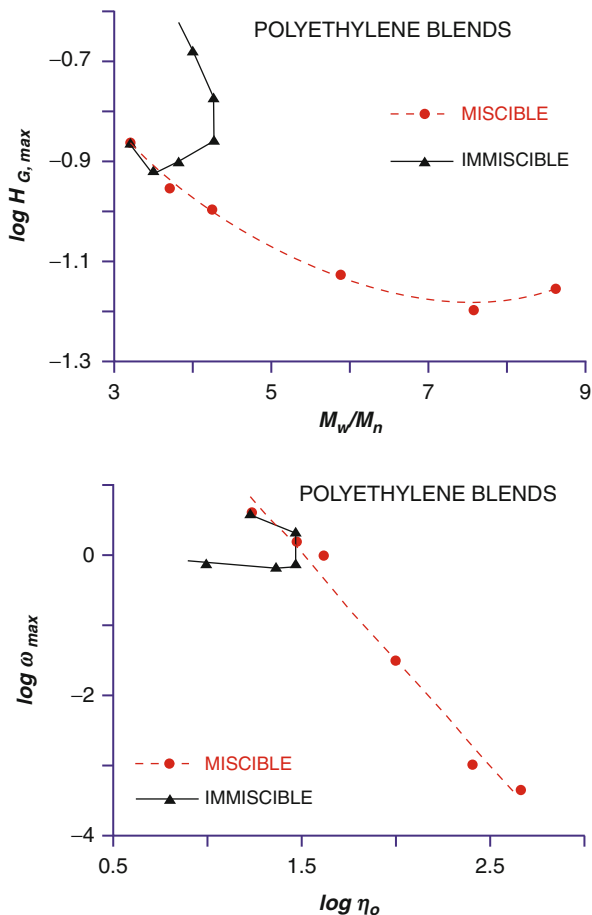 POLYETHYLENE BLENDS
−0.7
MISCIBLE
IMMISCIBLE
−0.9
−1.1
−1.3
log H G, max
3 5 7 9
Mw/Mn
POLYETHYLENE BLENDS
0
−2
MISCIBLE
IMMISCIBLE
−4
log ω max
0.5 1.5 2.5
log ηo